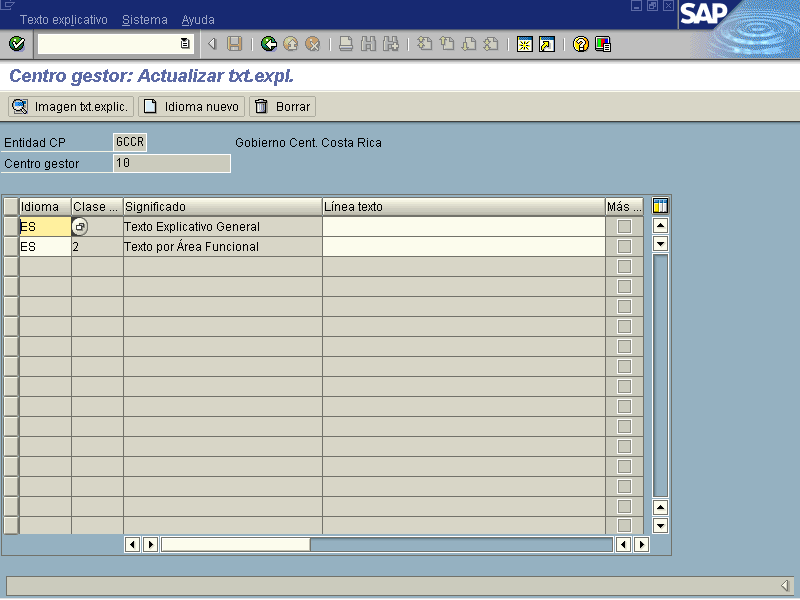 Texto explicativo Sistema Ayuda
SAP
Centro gestor: Actualizar txt.expl.
Imagen txt.explic. Idioma nuevo Borrar
Entidad CP GCCR Gobierno Cent. Costa Rica
Centro gestor 10
Idioma Clase ... Significado Línea texto Más ...
ES Texto Explicativo General
ES 2 Texto por Área Funcional